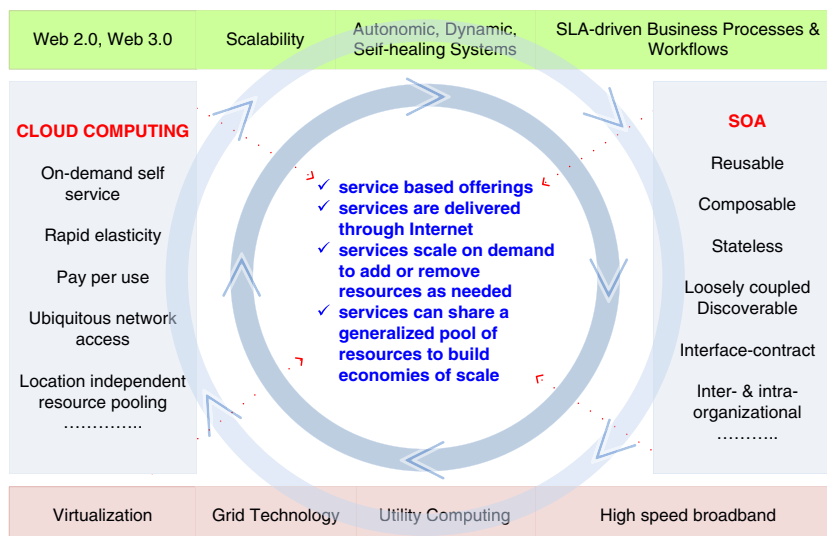 Web 2.0, Web 3.0
Scalability
Autonomic, Dynamic,
Self-healing Systems
SLA-driven Business Processes &
Workflows
CLOUD COMPUTING
On-demand self
service
Rapid elasticity
Pay per use
Ubiquitous network
access
Location independent
resource pooling
…………..
✓ service based offerings
✓ services are delivered
through Internet
✓ services scale on demand
to add or remove
resources as needed
✓ services can share a
generalized pool of
resources to build
economies of scale
SOA
Reusable
Composable
Stateless
Loosely coupled
Discoverable
Interface-contract
Inter- & intra-
organizational
………..
Virtualization
Grid Technology
Utility Computing
High speed broadband